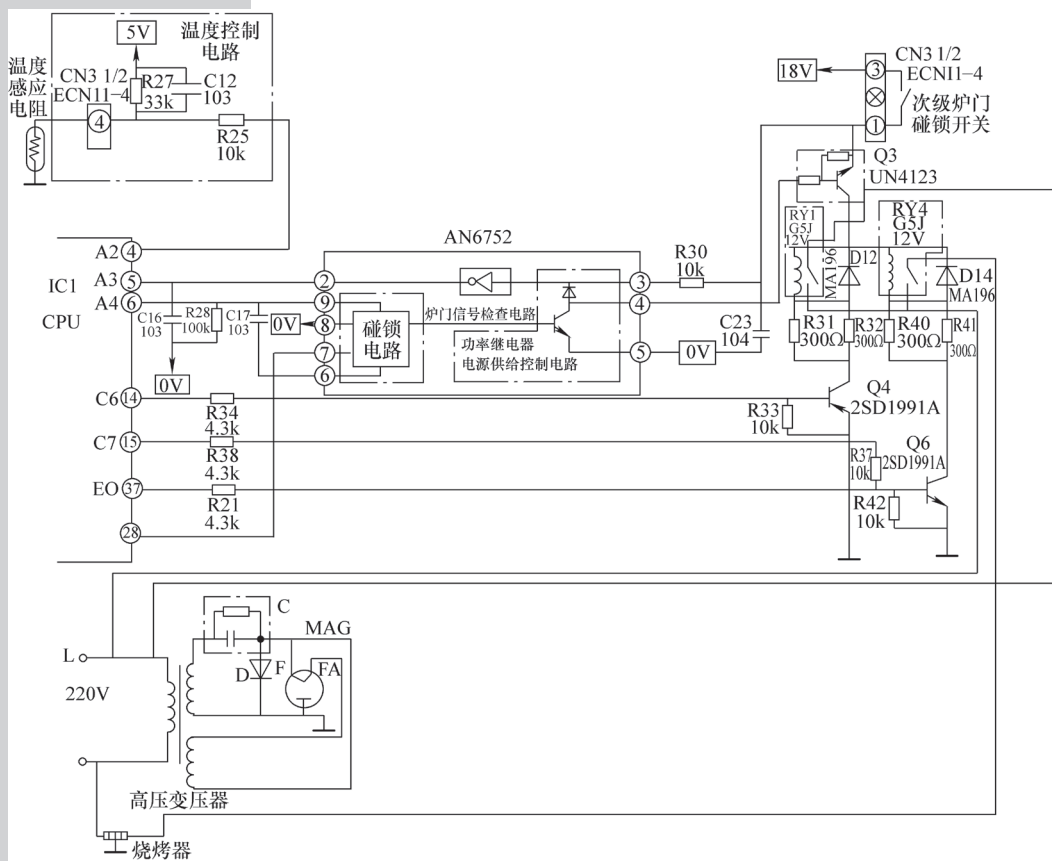 5V
温度控制
电路
温度
感应
电阻
CN3 1/2
ECN11-4
R27
33k
C12
103
④
R25
10k
18V
③
CN3 1/2
ECNI1-4
次级炉门
碰锁开关
①
Q3
UN4123
RY1
G5J
12V
RY4
G5J
12V
D12
MA196
D14
MA196
A2
④
IC1
A3
⑤
A4
⑥
CPU
AN6752
②
③
R30
10k
⑨
④
C16
103
R28
100k
C17
103
0V
⑧
碰锁
电路
炉门信号检查电路
功率继电器
电源供给控制电路
⑦
⑤
0V
C23
104
⑥
0V
R31
300Ω
R32
300Ω
R40
300Ω
R41
300Ω
C6
⑭
R34
4.3k
R33
10k
Q4
2SD1991A
C7
⑮
R38
4.3k
R37
10k
Q6
2SD1991A
EO
㊲
R21
4.3k
R42
10k
㉘
C
MAG
L
D
F
FA
220V
高压变压器
烧烤器